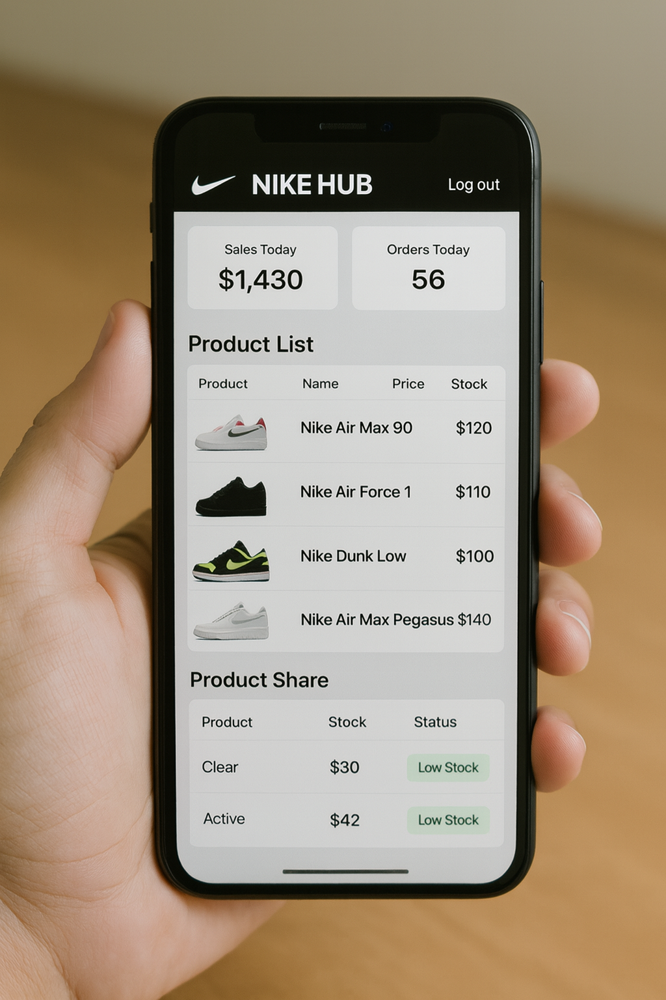 NIKE HUB Log out
Sales Today Orders Today
$1,430 56
Product List
Product Name Price Stock
Nike Air Max 90 $120
Nike Air Force 1 $110
Nike Dunk Low $100
Nike Air Max Pegasus $140
Product Share
Product Stock Status
Clear $30 Low Stock
Active $42 Low Stock